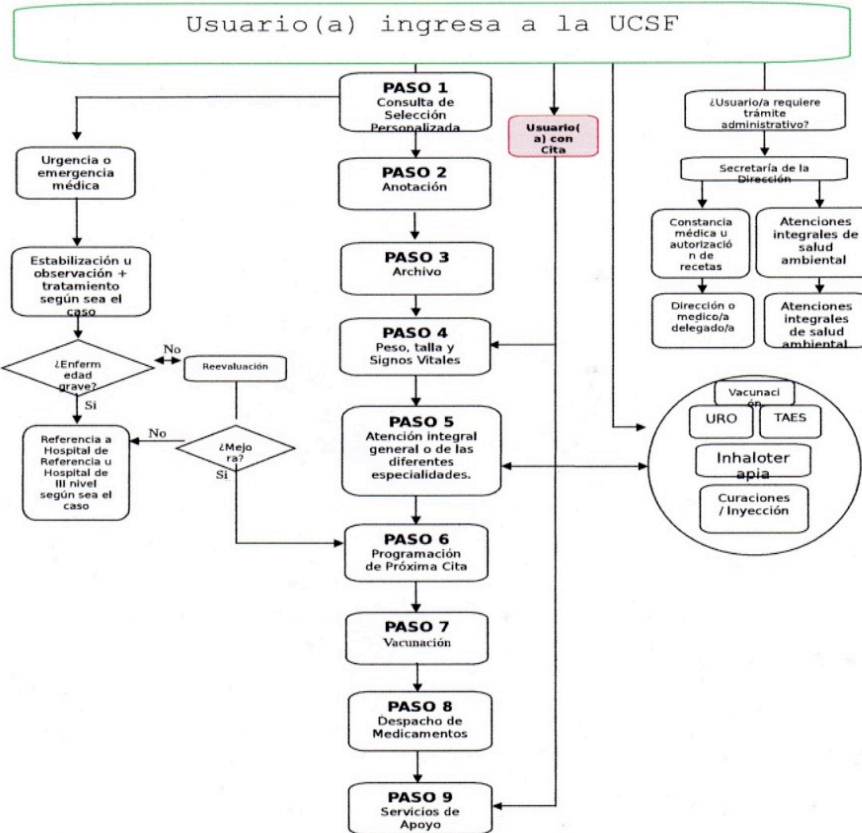 Usuario(a) ingresa a la UCSF
PASO 1
Consulta de
Selección
Personalizada
PASO 2
Anotación
PASO 3
Archivo
PASO 4
Peso, talla y
Signos Vitales
PASO 5
Atención integral
general o de las
diferentes
especialidades.
PASO 6
Programación
de Próxima Cita
PASO 7
Vacunación
PASO 8
Despacho de
Medicamentos
PASO 9
Servicios de
Apoyo
Urgencia o
emergencia
médica
Estabilización u
observación +
tratamiento
según sea el
caso
¿Enferm
edad
grave?
No
Si
Reevaluación
¿Mejo
ra?
No
Si
Referencia a
Hospital de
Referencia u
Hospital de
III nivel
según sea el
caso
Usuario(
a) con
Cita
¿Usuario/a requiere
trámite
administrativo?
Secretaría de la
Dirección
Constancia
médica u
autorizació
n de
recetas
Dirección o
medico/a
delegado/a
Atenciones
integrales de
salud
ambiental
Atenciones
integrales
de salud
ambiental
Vacunaci
ón
URO
TAES
Inhaloter
apia
Curaciones
/ Inyección